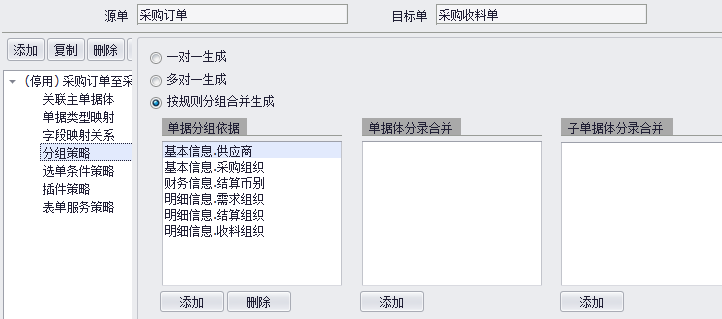 源单 采购订单 目标单 采购收料单
添加 复制 删除
(停用) 采购订单至采
关联主单据体
单据类型映射
字段映射关系
分组策略
选单条件策略
插件策略
表单服务策略
一对一生成
多对一生成
按规则分组合并生成
单据分组依据 单据体分录合并 子单据体分录合并
基本信息.供应商
基本信息.采购组织
财务信息.结算币别
明细信息.需求组织
明细信息.结算组织
明细信息.收料组织
添加 删除 添加 添加